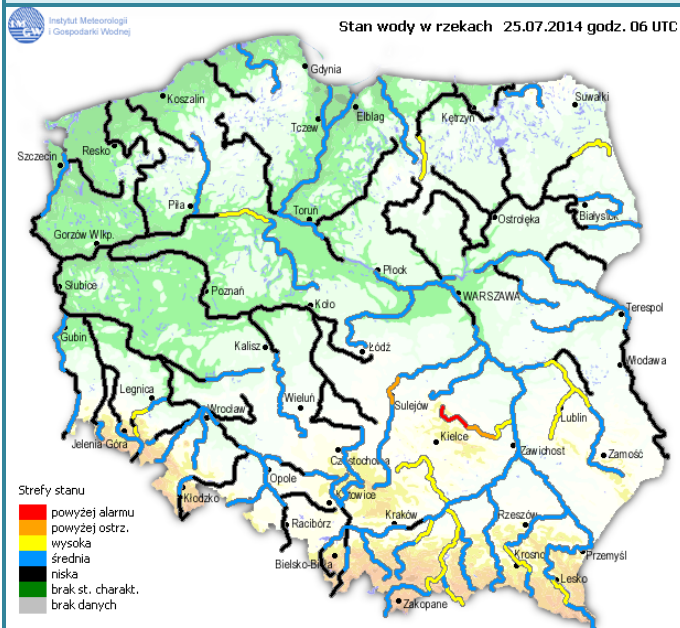 Instytut Meteorologii
i Gospodarki Wodnej
Stan wody w rzekach 25.07.2014 godz. 06 UTC
Gdynia
Koszalin
Suwałki
Elbląg
Kętrzyn
Tczew
Resko
Szczecin
Piła
Białystok
Toruń
Ostrołęka
Gorzów Wlkp.
Płock
Słubice
Poznań
WARSZAWA
Koło
Terespol
Gubin
Kalisz
Łódź
Włodawa
Legnica
Wieluń
Sulejów
Wrocław
Lublin
Jelenia Góra
Kielce
Zawichost
Częstochowa
Zamość
Opole
Strefy stanu
Kłodzko
Katowice
powyżej alarmu
Kraków
Rzeszów
powyżej ostrz.
Racibórz
wysoka
Przemyśl
średnia
Bielsko-Biała
Krosno
niska
Lesko
brak st. charakt.
Zakopane
brak danych